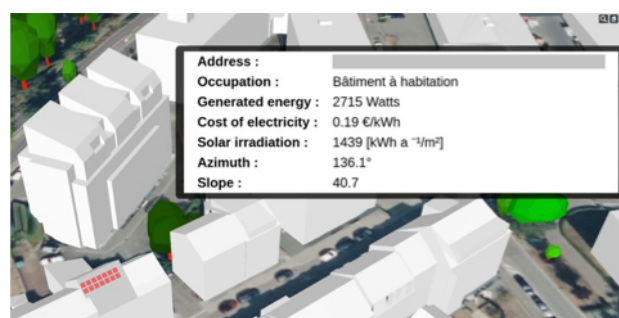 Address :
Occupation : Bâtiment à habitation
Generated energy : 2715 Watts
Cost of electricity : 0.19 €/kWh
Solar irradiation : 1439 [kWh a ⁻¹/m²]
Azimuth : 136.1°
Slope : 40.7